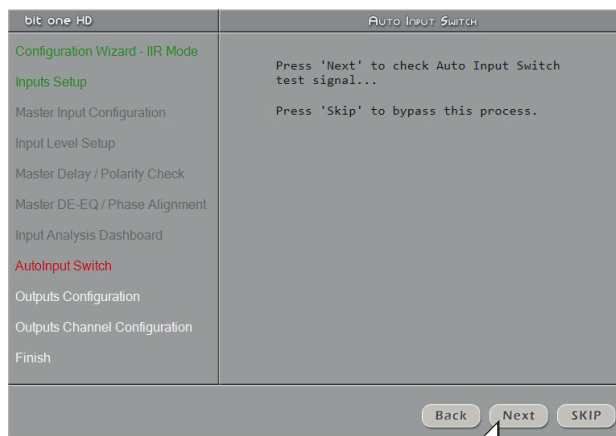 bit one HD
Auto Input Switch
Configuration Wizard - IIR Mode
Inputs Setup
Master Input Configuration
Input Level Setup
Master Delay / Polarity Check
Master DE-EQ / Phase Alignment
Input Analysis Dashboard
AutoInput Switch
Outputs Configuration
Outputs Channel Configuration
Finish
Press 'Next' to check Auto Input Switch
test signal...
Press 'Skip' to bypass this process.
Back Next SKIP